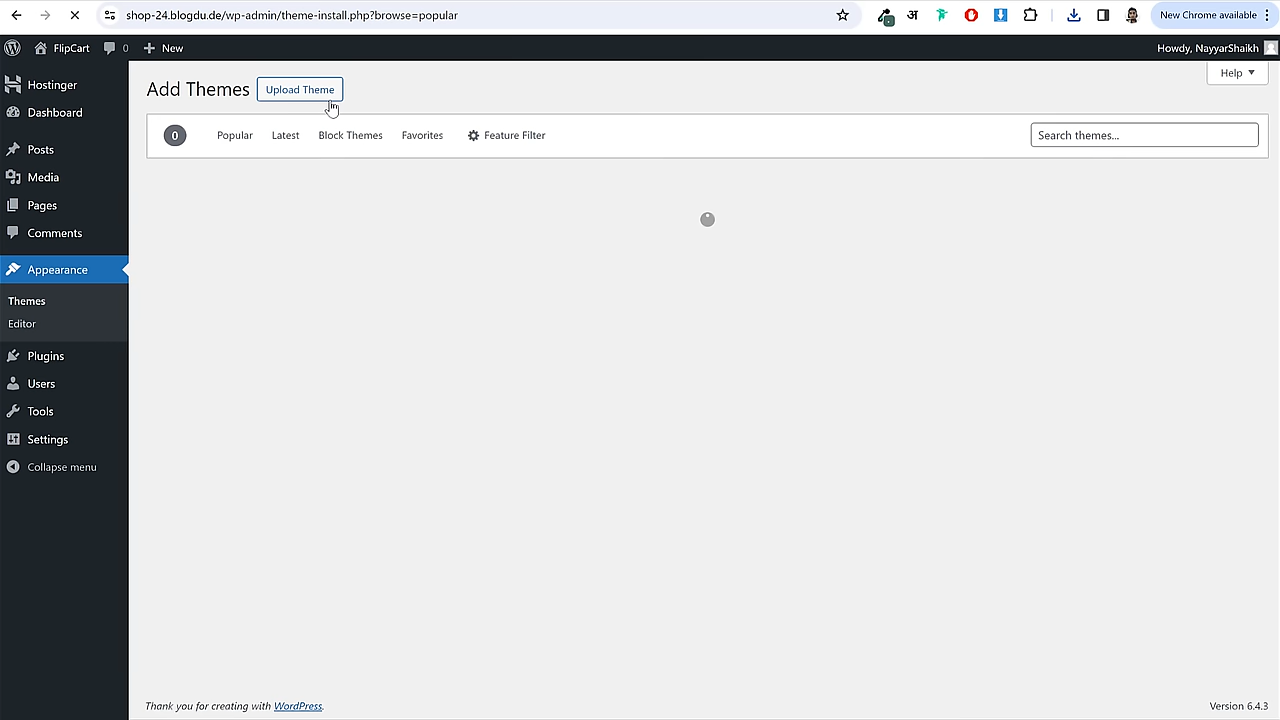 shop-24.blogdu.de/wp-admin/theme-install.php?browse=popular
अ
New Chrome available
FlipCart
0
New
Howdy, NayyarShaikh
Hostinger
Dashboard
Posts
Media
Pages
Comments
Appearance
Themes
Editor
Plugins
Users
Tools
Settings
Collapse menu
Add Themes
Upload Theme
Help
0
Popular
Latest
Block Themes
Favorites
Feature Filter
Search themes...
Thank you for creating with WordPress.
Version 6.4.3